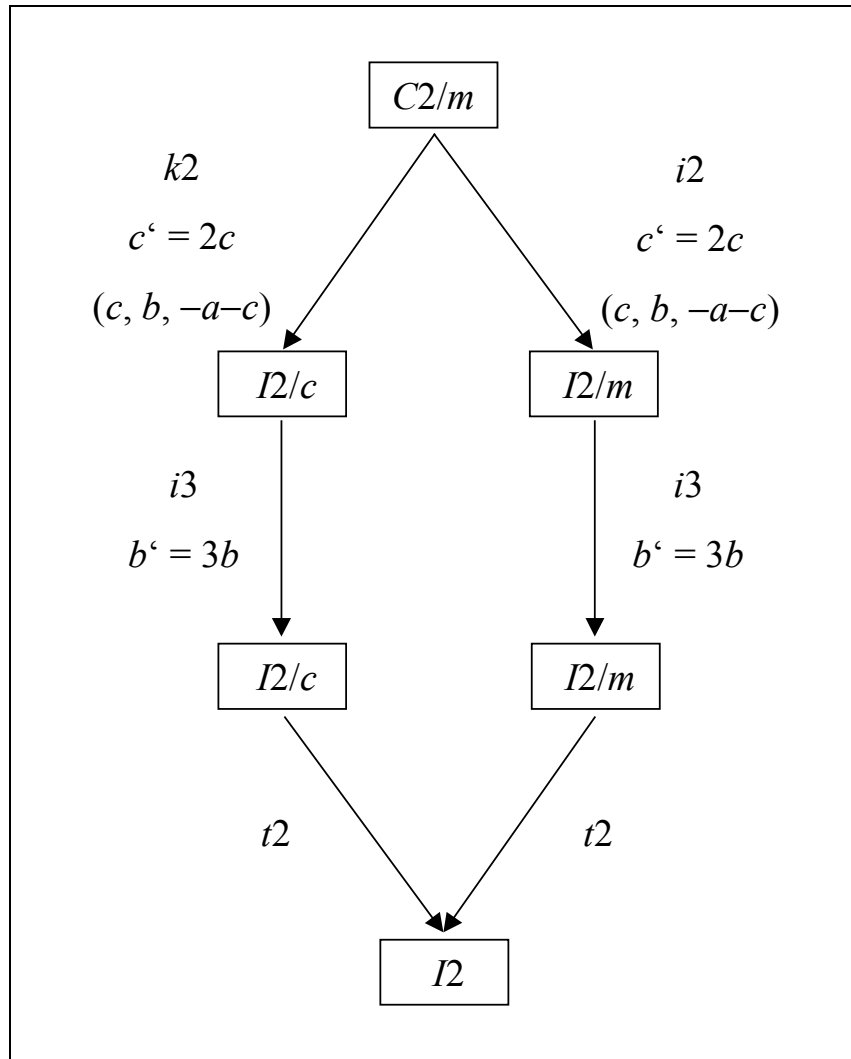 C2/m
k2
c‘ = 2c
(c, b, –a–c)
i2
c‘ = 2c
(c, b, –a–c)
I2/c
I2/m
i3
b‘ = 3b
i3
b‘ = 3b
I2/c
I2/m
t2
t2
I2